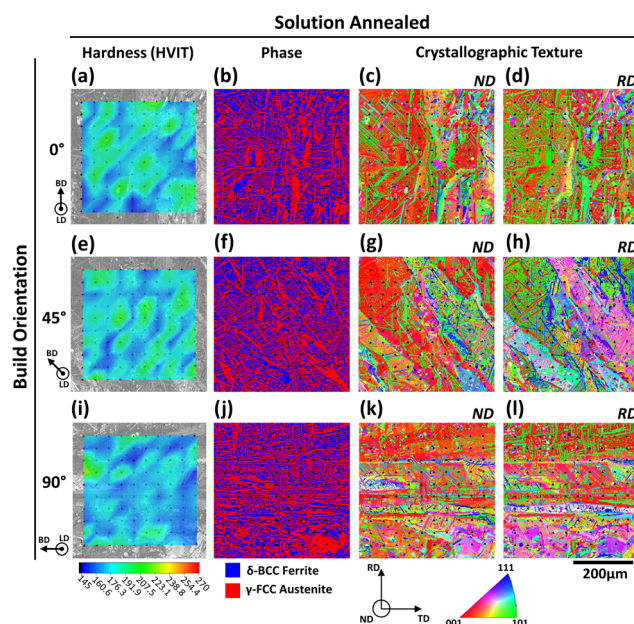 Solution Annealed
Hardness (HVIT) Phase Crystallographic Texture
(a) (b) (c) ND (d) RD
0°
BD
LD
(e) (f) (g) ND (h) RD
Build Orientation
45°
BD
LD
(i) (j) (k) ND (l) RD
90°
BD LD
145 160.6 176.3 191.9 207.5 223.1 238.8 254.4 270
δ-BCC Ferrite
γ-FCC Austenite
RD
ND TD
111
001 101
200µm